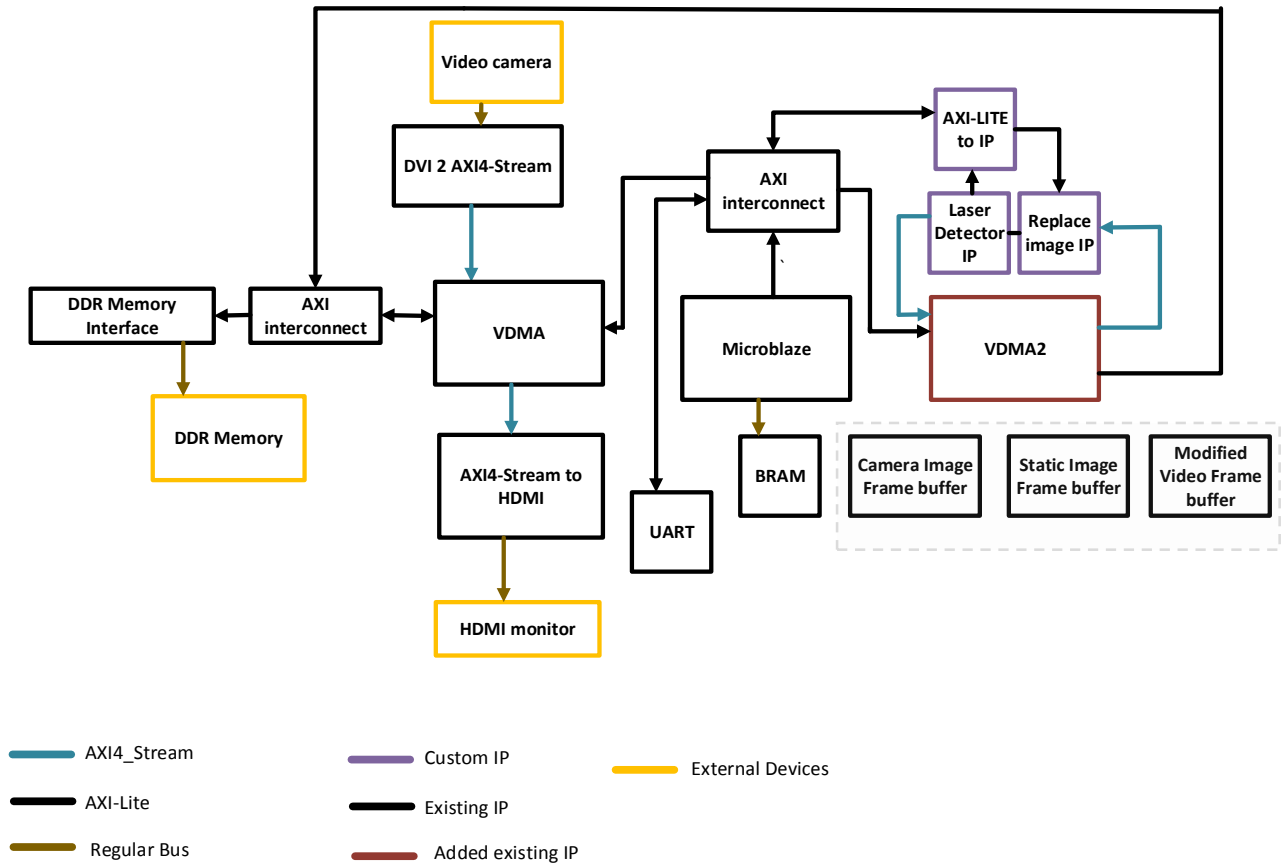 Video camera
DVI 2 AXI4-Stream
AXI
interconnect
AXI-LITE
to IP
Laser
Detector
IP
Replace
image IP
DDR Memory
Interface
AXI
interconnect
VDMA
Microblaze
VDMA2
DDR Memory
AXI4-Stream to
HDMI
UART
BRAM
Camera Image
Frame buffer
Static Image
Frame buffer
Modified
Video Frame
buffer
HDMI monitor
AXI4_Stream
AXI-Lite
Regular Bus
Custom IP
Existing IP
Added existing IP
External Devices